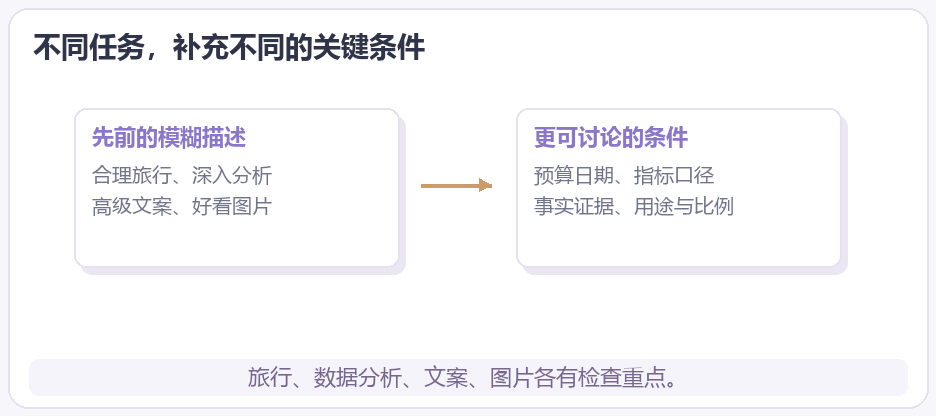 不同任务，补充不同的关键条件
先前的模糊描述
合理旅行、深入分析
高级文案、好看图片
更可讨论的条件
预算日期、指标口径
事实证据、用途与比例
旅行、数据分析、文案、图片各有检查重点。